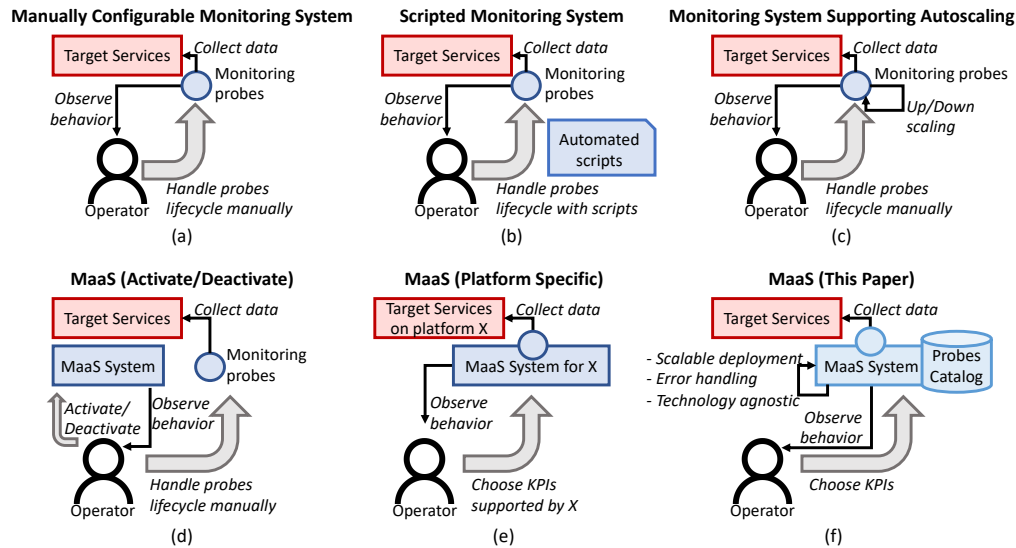 Manually Configurable Monitoring System
Target Services
Collect data
Monitoring
probes
Observe
behavior
Operator
Handle probes
lifecycle manually
(a)
Scripted Monitoring System
Target Services
Collect data
Monitoring
probes
Observe
behavior
Automated
scripts
Operator
Handle probes
lifecycle with scripts
(b)
Monitoring System Supporting Autoscaling
Target Services
Collect data
Monitoring probes
Observe
behavior
Up/Down
scaling
Operator
Handle probes
lifecycle manually
(c)
MaaS (Activate/Deactivate)
Target Services
Collect data
MaaS System
Monitoring
probes
Activate/
Deactivate
Observe
behavior
Operator
Handle probes
lifecycle manually
(d)
MaaS (Platform Specific)
Target Services
on platform X
Collect data
MaaS System for X
Observe
behavior
Operator
Choose KPIs
supported by X
(e)
MaaS (This Paper)
Target Services
Collect data
- Scalable deployment
- Error handling
- Technology agnostic
MaaS System
Probes
Catalog
Observe
behavior
Operator
Choose KPIs
(f)